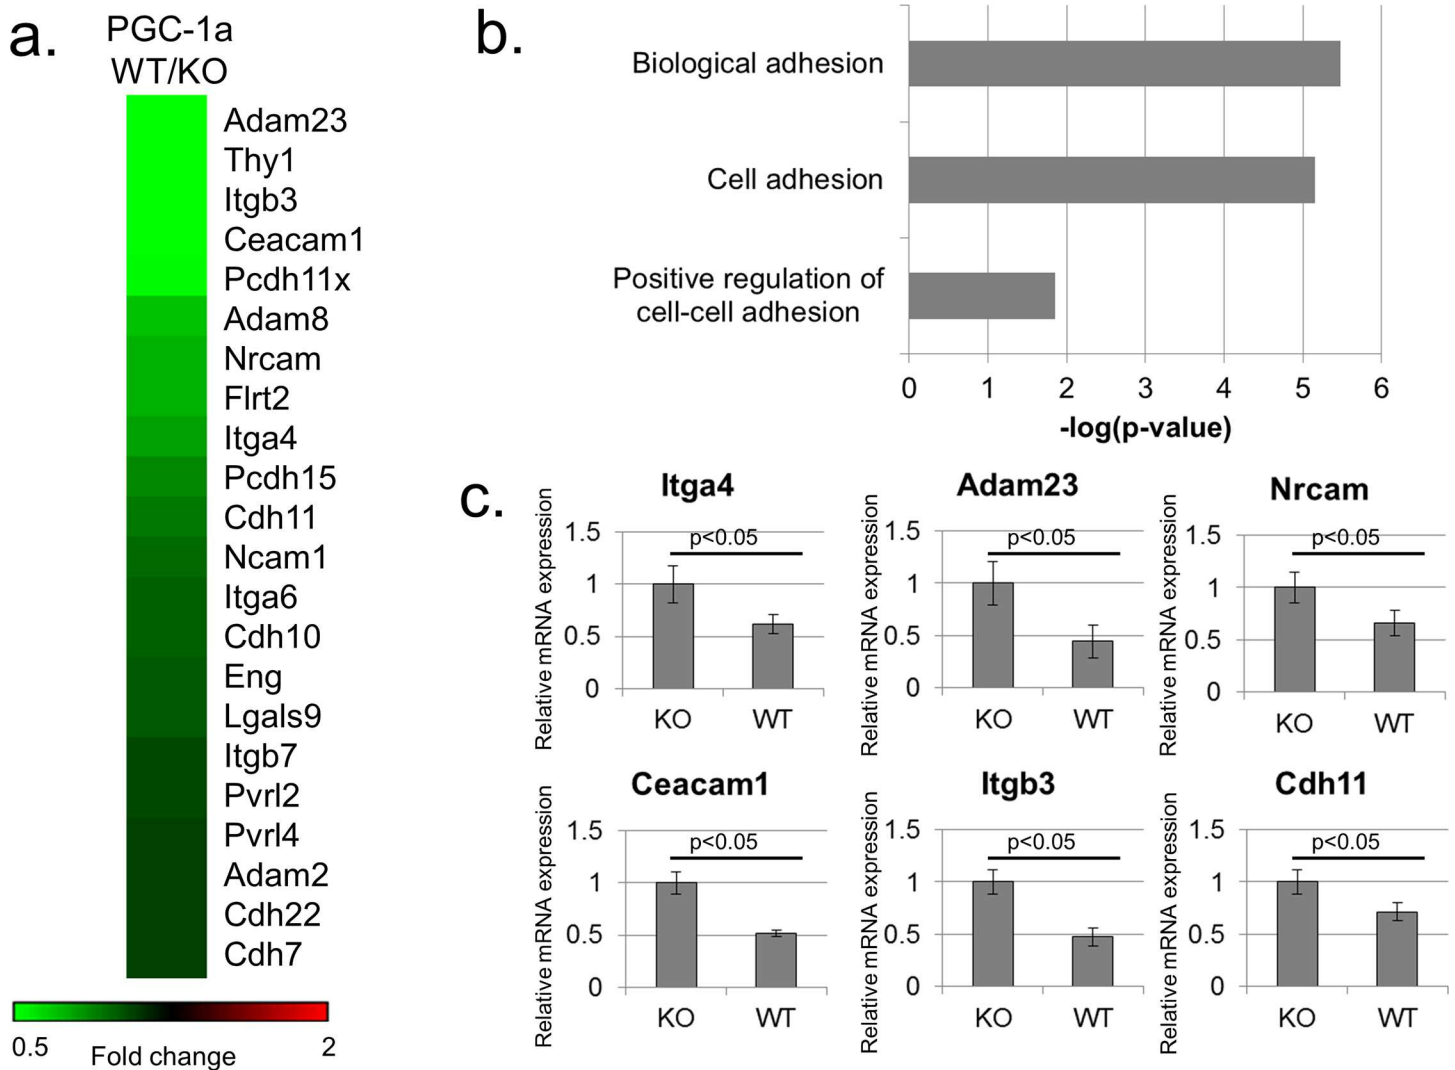 a.
PGC-1a
WT/KO
Adam23
Thy1
Itgb3
Ceacam1
Pcdh11x
Adam8
Nrcam
Flrt2
Itga4
Pcdh15
Cdh11
Ncam1
Itga6
Cdh10
Eng
Lgals9
Itgb7
Pvrl2
Pvrl4
Adam2
Cdh22
Cdh7
0.5
Fold change
2
b.
Biological adhesion
Cell adhesion
Positive regulation of
cell-cell adhesion
0 1 2 3 4 5 6
-log(p-value)
c.
Itga4
Relative mRNA expression
1.5
1
0.5
0
p<0.05
KO WT
Adam23
Relative mRNA expression
1.5
1
0.5
0
p<0.05
KO WT
Nrcam
Relative mRNA expression
1.5
1
0.5
0
p<0.05
KO WT
Ceacam1
Relative mRNA expression
1.5
1
0.5
0
p<0.05
KO WT
Itgb3
Relative mRNA expression
1.5
1
0.5
0
p<0.05
KO WT
Cdh11
Relative mRNA expression
1.5
1
0.5
0
p<0.05
KO WT